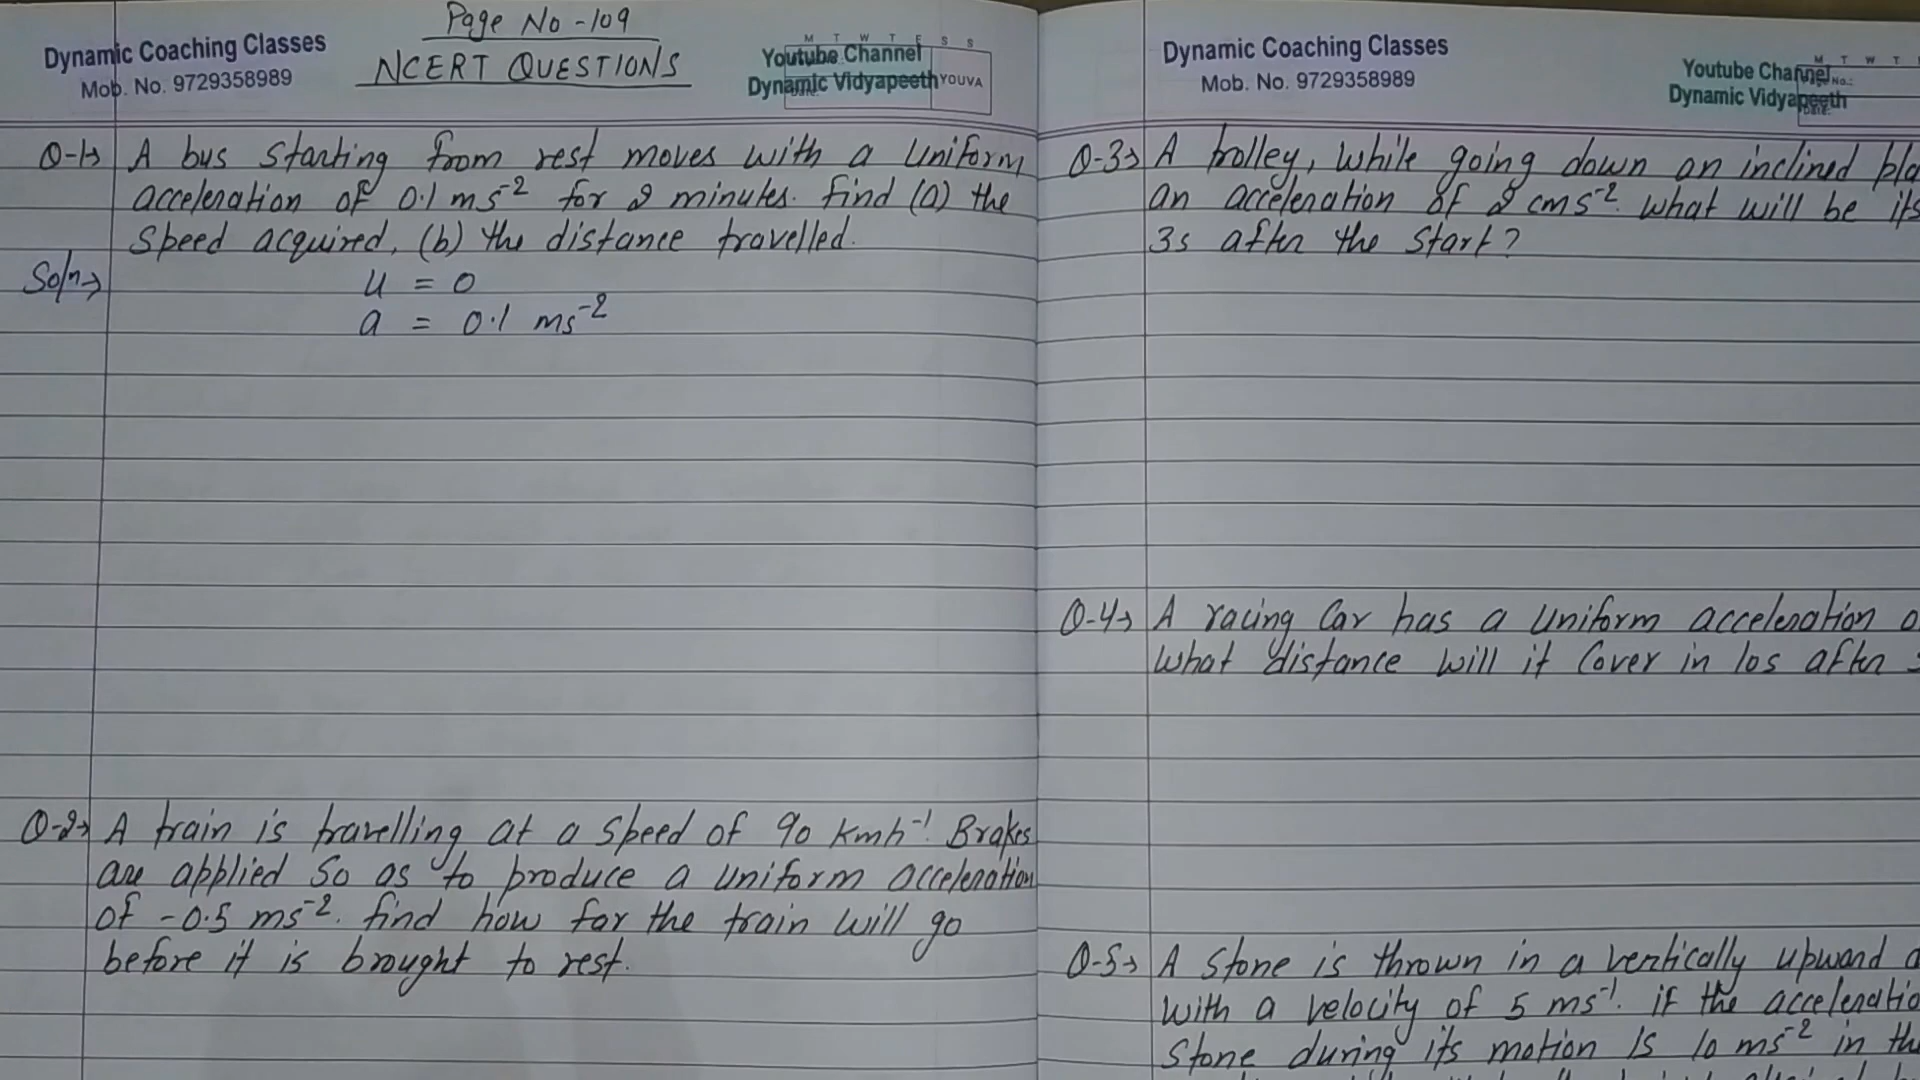 Page No - 109
Dynamic Coaching Classes
Mob. No. 9729358989
NCERT QUESTIONS
M T W T F S S
Youtube Channel
Dynamic Vidyapeeth
YOUVA
Q-1→ A bus starting from rest moves with a uniform
acceleration of 0.1 ms⁻² for 2 minutes. find (a) the
speed acquired, (b) the distance travelled.
Soln→ u = 0
a = 0.1 ms⁻²
Q-2→ A train is travelling at a speed of 90 kmh⁻¹. Brakes
are applied so as to produce a uniform acceleration
of -0.5 ms⁻². find how far the train will go
before it is brought to rest.
Dynamic Coaching Classes
Mob. No. 9729358989
M T W T
Youtube Channel
No.:
Dynamic Vidyapeeth
Q-3→ A trolley, while going down an inclined
an acceleration of 2 cms⁻². what will be its
3s after the start?
Q-4→ A racing Car has a uniform acceleration
what distance will it cover in 10s after
Q-5→ A stone is thrown in a vertically upward
with a velocity of 5 ms⁻¹. if the
stone during its motion is 10 ms⁻² in